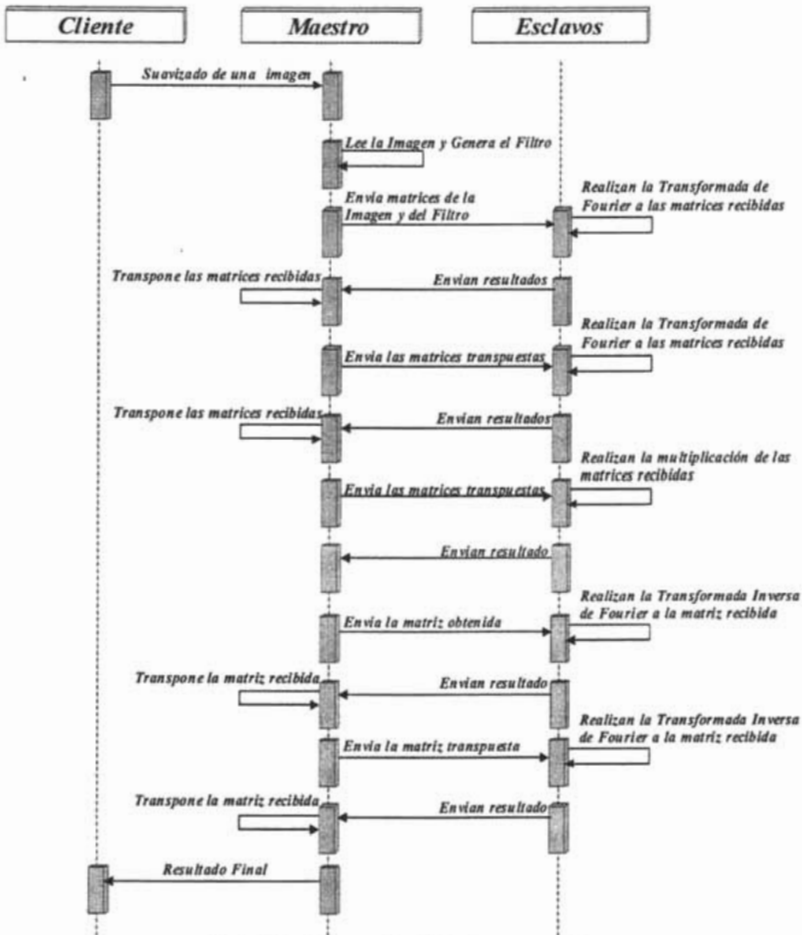 Cliente
Maestro
Esclavos
Suavizado de una imagen
Lee la Imagen y Genera el Filtro
Envia matrices de la
Imagen y del Filtro
Realizan la Transformada de
Fourier a las matrices recibidas
Transpone las matrices recibidas
Envian resultados
Realizan la Transformada de
Fourier a las matrices recibidas
Envia las matrices transpuestas
Transpone las matrices recibidas
Envian resultados
Realizan la multiplicación de las
matrices recibidas
Envia las matrices transpuestas
Envian resultado
Realizan la Transformada Inversa
de Fourier a la matriz recibida
Envia la matriz obtenida
Transpone la matriz recibida
Envian resultado
Realizan la Transformada Inversa
de Fourier a la matriz recibida
Envia la matriz transpuesta
Transpone la matriz recibida
Envian resultado
Resultado Final